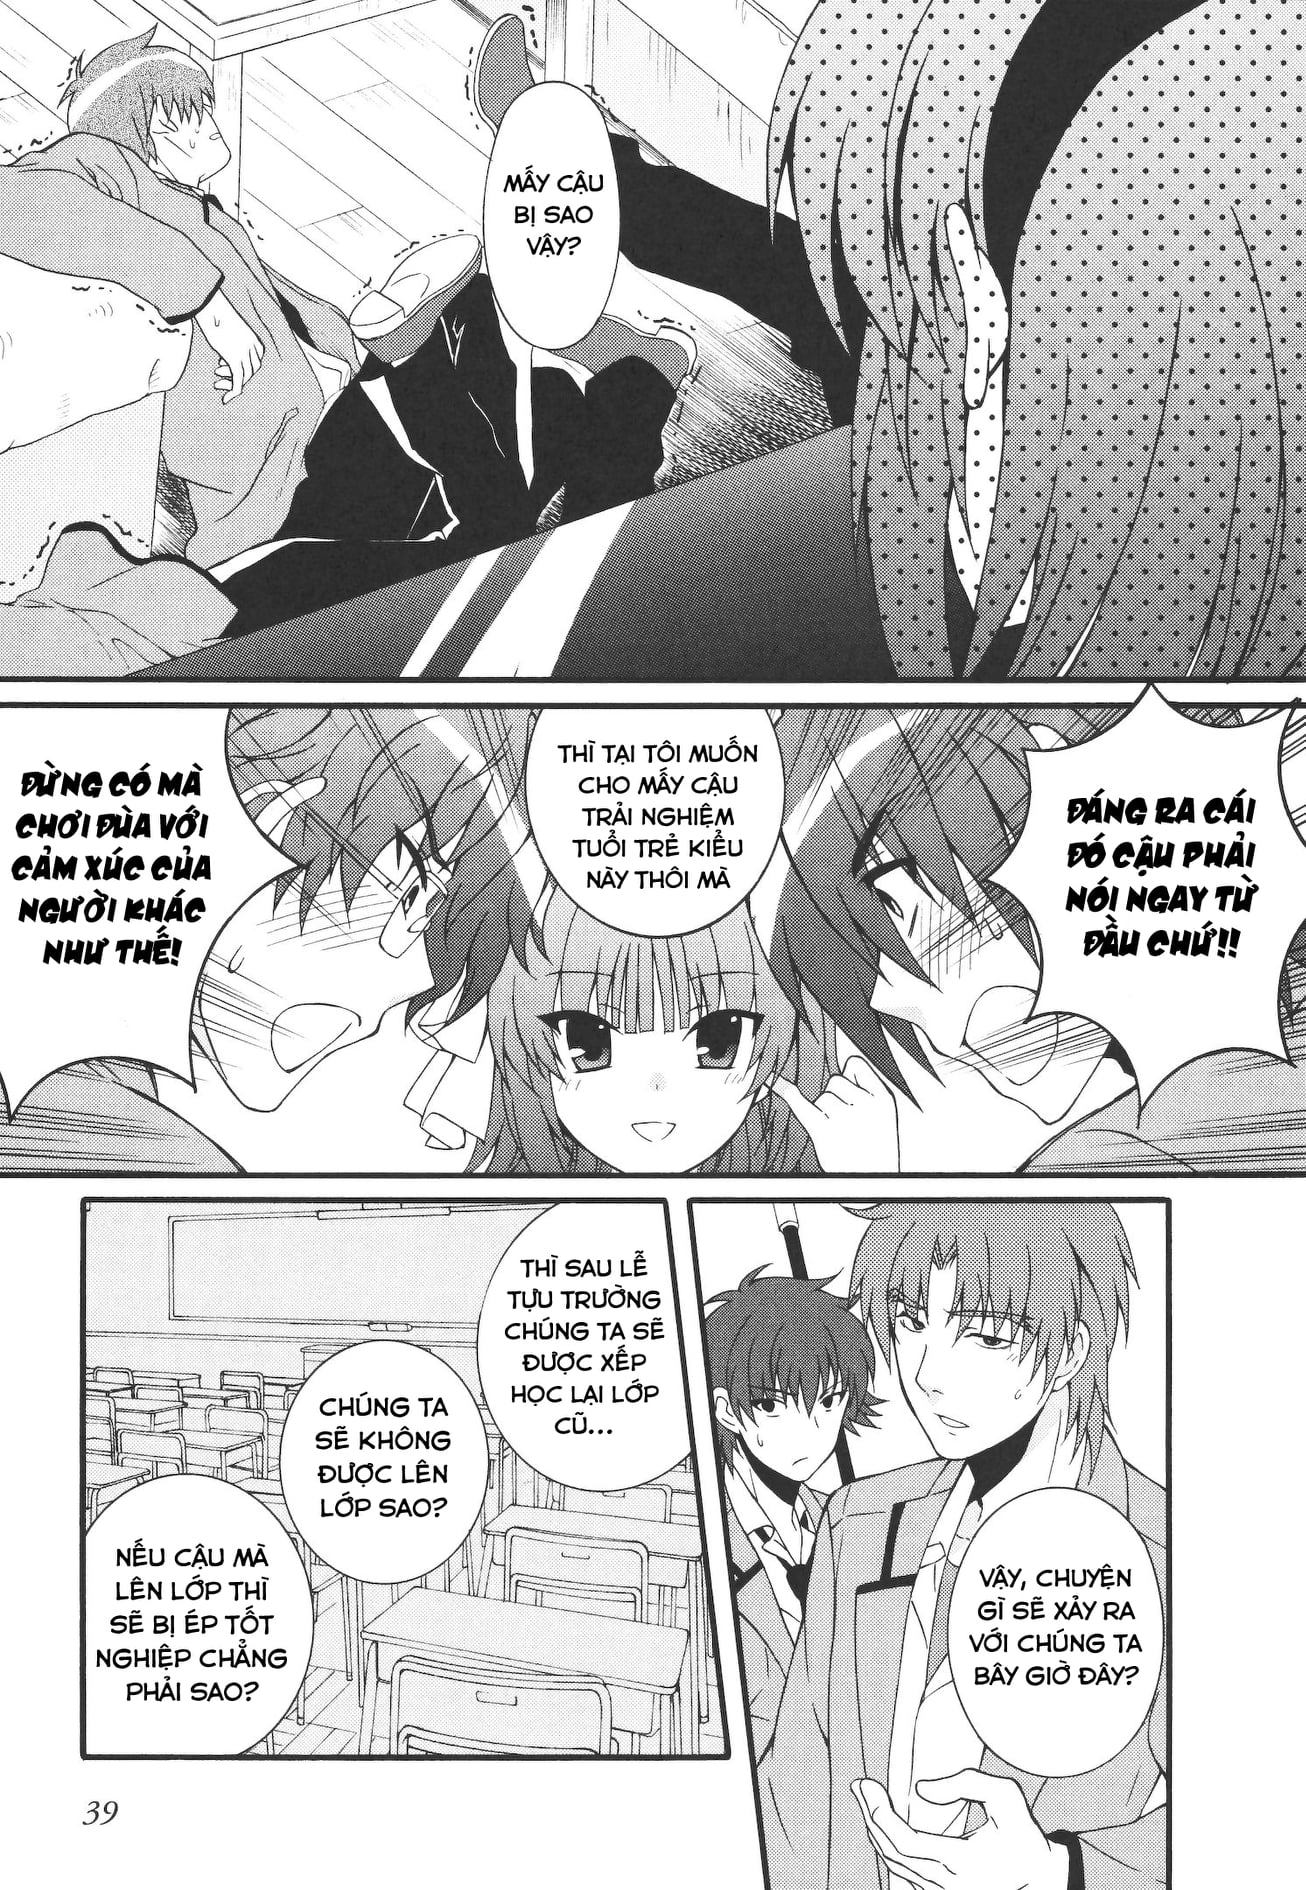 MẤY CẬU
BỊ SAO
VẬY?
ĐÁNG RA CÁI
ĐÓ CẬU PHẢI
NÓI NGAY TỪ
ĐẦU CHỨ!!
THÌ TẠI TÔI MUỐN
CHO MẤY CẬU
TRẢI NGHIỆM
TUỔI TRẺ KIỂU
NÀY THÔI MÀ
ĐỪNG CÓ MÀ
CHƠI ĐÙA VỚI
CẢM XÚC CỦA
NGƯỜI KHÁC
NHƯ THẾ!
VẬY, CHUYỆN
GÌ SẼ XẢY RA
VỚI CHÚNG TA
BÂY GIỜ ĐÂY?
THÌ SAU LỄ
TỰU TRƯỜNG
CHÚNG TA SẼ
ĐƯỢC XẾP
HỌC LẠI LỚP
CŨ...
CHÚNG TA
SẼ KHÔNG
ĐƯỢC LÊN
LỚP SAO?
NẾU CẬU MÀ
LÊN LỚP THÌ
SẼ BỊ ÉP TỐT
NGHIỆP CHẲNG
PHẢI SAO?
39